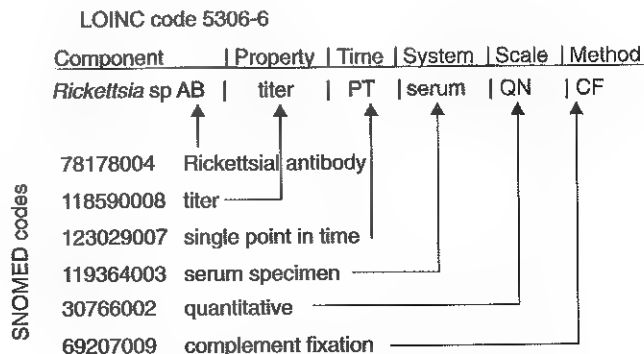 LOINC code 5306-6
Component | Property | Time | System | Scale | Method
Rickettsia sp AB | titer | PT | serum | QN | CF
SNOMED codes
78178004 Rickettsial antibody
118590008 titer
123029007 single point in time
119364003 serum specimen
30766002 quantitative
69207009 complement fixation